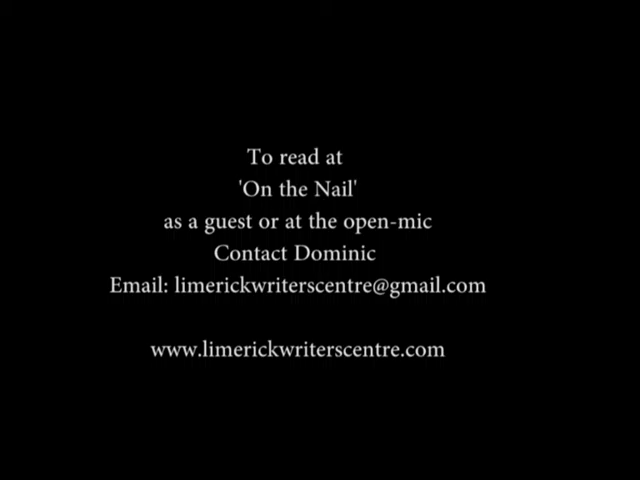 To read at
'On the Nail'
as a guest or at the open-mic
Contact Dominic
Email: limerickwriterscentre@gmail.com
www.limerickwriterscentre.com